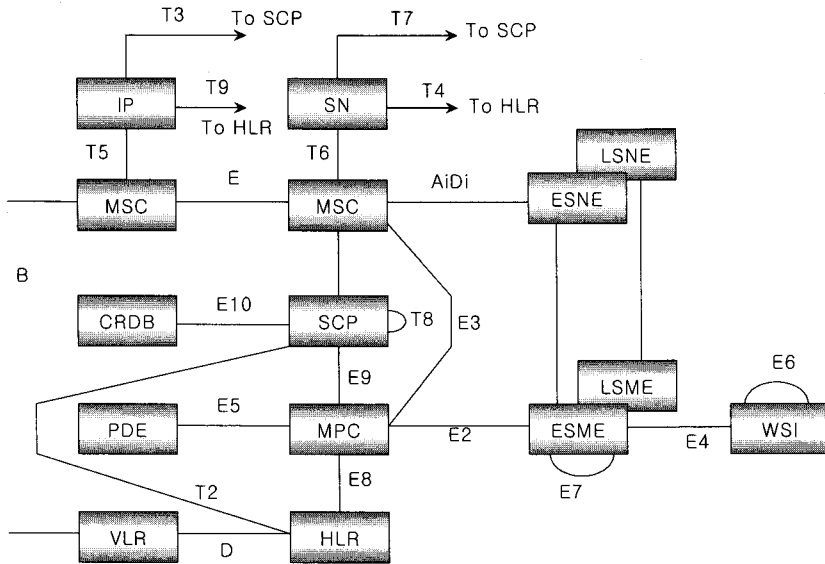 T3
To SCP
T7
To SCP
IP
T9
To HLR
SN
T4
To HLR
T5
T6
LSNE
MSC
E
MSC
AiDi
ESNE
B
CRDB
E10
SCP
T8
E3
E9
LSME
E6
PDE
E5
MPC
E2
ESME
E4
WSI
E7
E8
T2
VLR
D
HLR